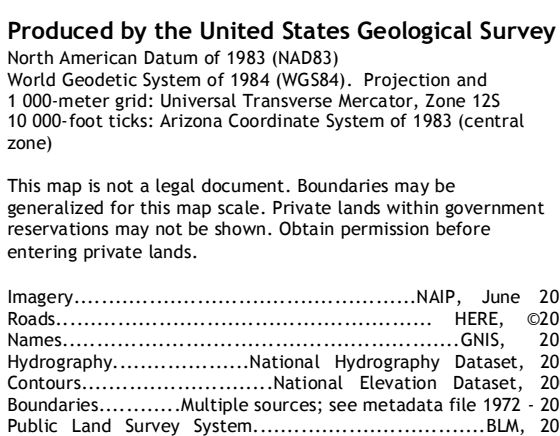 Produced by the United States Geological Survey
North American Datum of 1983 (NAD83)
World Geodetic System of 1984 (WGS84).  Projection and
1 000-meter grid: Universal Transverse Mercator, Zone 12S
10 000-foot ticks: Arizona Coordinate System of 1983 (central
zone)
This map is not a legal document. Boundaries may be
generalized for this map scale. Private lands within government
reservations may not be shown. Obtain permission before
entering private lands.
Imagery..................................................NAIP, June 20
Roads...................................................... HERE, ©20
Names.........................................................GNIS, 20
Hydrography....................National Hydrography Dataset, 20
Contours............................National Elevation Dataset, 20
Boundaries............Multiple sources; see metadata file 1972 - 20
Public Land Survey System..................................BLM, 20